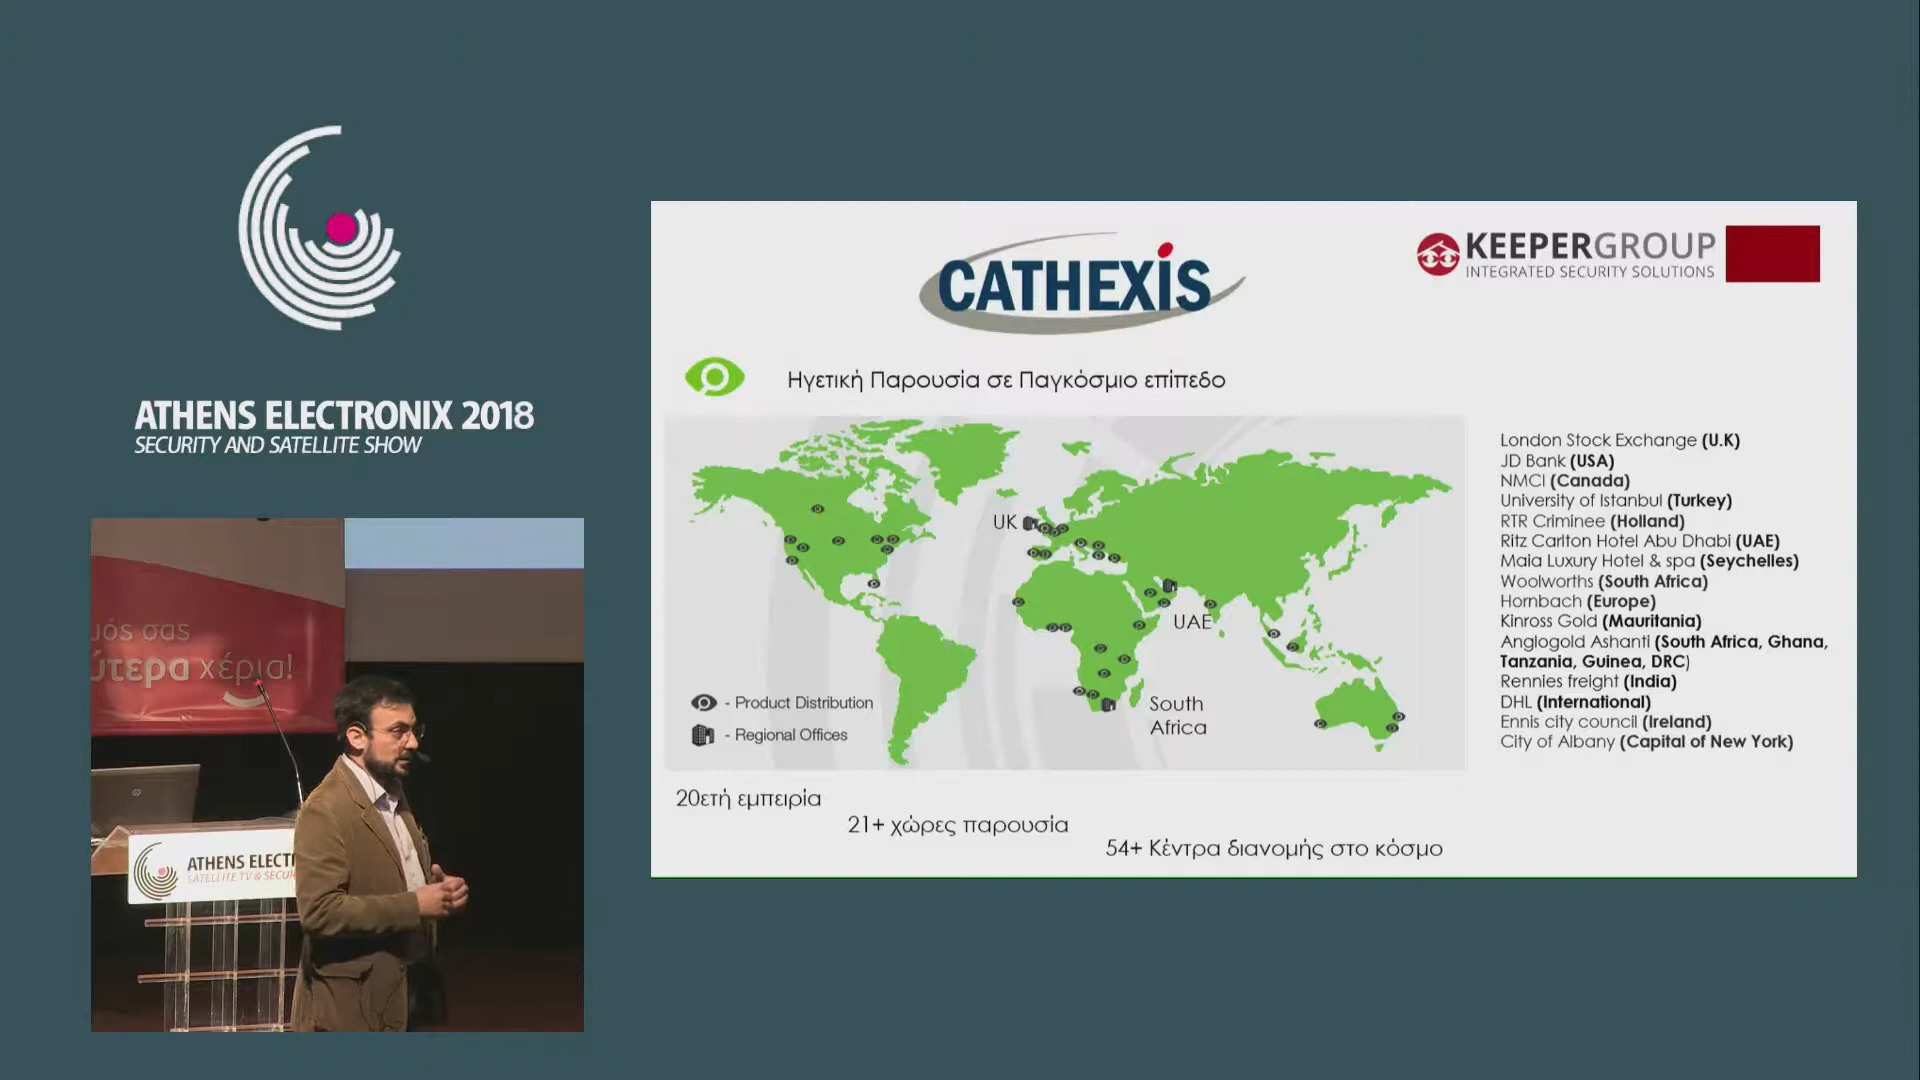 ATHENS ELECTRONIX 2018
SECURITY AND SATELLITE SHOW
μός σας
ύτερα χέρια!
hp
ATHENS ELECTI
SATELLITE TV & SECUR
CATHEXIS
KEEPERGROUP
INTEGRATED SECURITY SOLUTIONS
Ηγετική Παρουσία σε Παγκόσμιο επίπεδο
UK
UAE
South
Africa
- Product Distribution
- Regional Offices
London Stock Exchange (U.K)
JD Bank (USA)
NMCI (Canada)
University of Istanbul (Turkey)
RTR Criminee (Holland)
Ritz Carlton Hotel Abu Dhabi (UAE)
Maia Luxury Hotel & spa (Seychelles)
Woolworths (South Africa)
Hornbach (Europe)
Kinross Gold (Mauritania)
Anglogold Ashanti (South Africa, Ghana,
Tanzania, Guinea, DRC)
Rennies freight (India)
DHL (International)
Ennis city council (Ireland)
City of Albany (Capital of New York)
20ετή εμπειρία
21+ χώρες παρουσία
54+ Κέντρα διανομής στο κόσμο